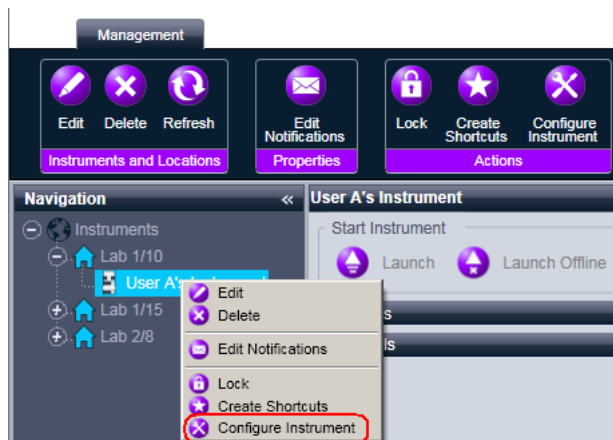 Management
Edit Delete Refresh
Edit Notifications
Lock
Create Shortcuts
Configure Instrument
Instruments and Locations
Properties
Actions
Navigation «
User A's Instrument
Instruments
Start Instrument
Lab 1/10
Launch
Launch Offline
User A's
Edit
Lab 1/15
Delete
Lab 2/8
Edit Notifications
Lock
Create Shortcuts
Configure Instrument